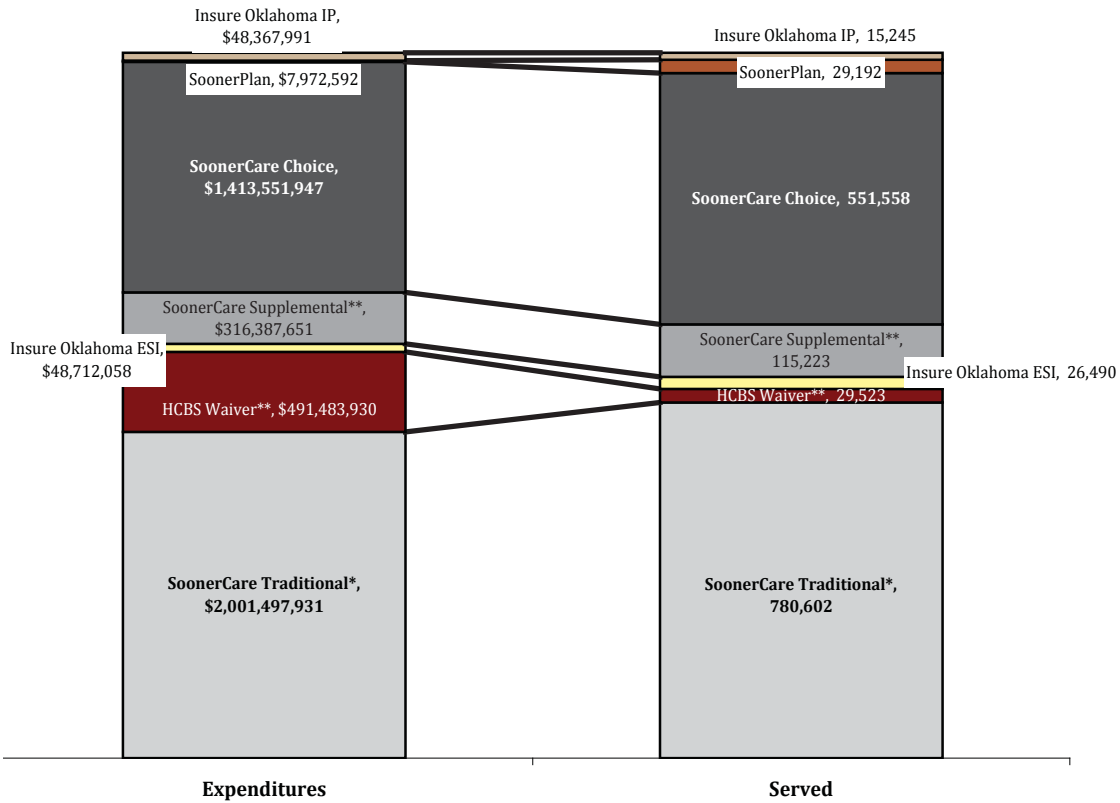 Insure Oklahoma IP,
$48,367,991
SoonerPlan, $7,972,592
SoonerCare Choice,
$1,413,551,947
SoonerCare Supplemental**,
$316,387,651
Insure Oklahoma ESI,
$48,712,058
HCBS Waiver**, $491,483,930
SoonerCare Traditional*,
$2,001,497,931
Expenditures
Insure Oklahoma IP, 15,245
SoonerPlan, 29,192
SoonerCare Choice, 551,558
SoonerCare Supplemental**,
115,223
Insure Oklahoma ESI, 26,490
HCBS Waiver**, 29,523
SoonerCare Traditional*,
780,602
Served